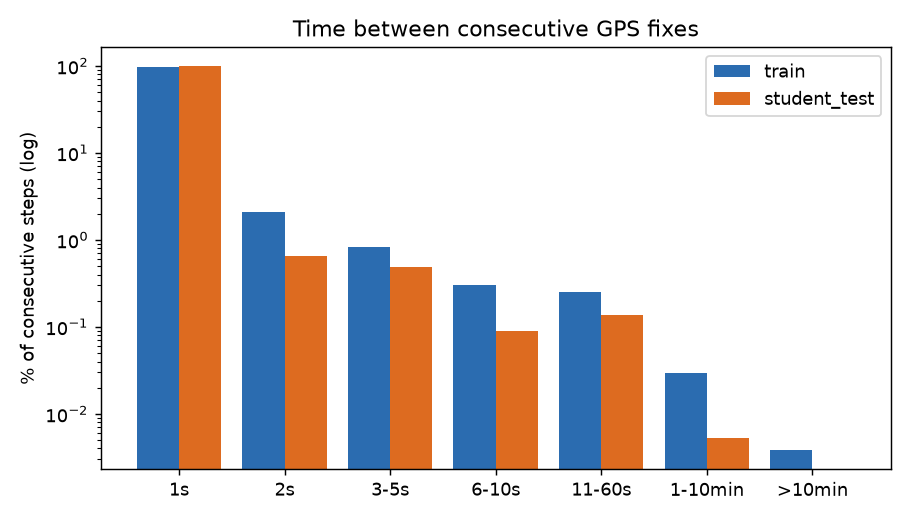 Time between consecutive GPS fixes
% of consecutive steps (log)
10²
10¹
10⁰
10⁻¹
10⁻²
train
student_test
1s 2s 3-5s 6-10s 11-60s 1-10min >10min